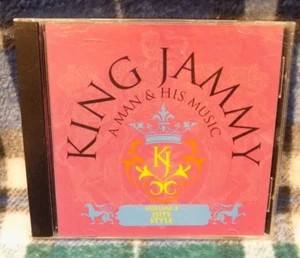 KING JAMMY
A MAN & HIS MUSIC
KJ
VOLUME 2
HITS
STYLE